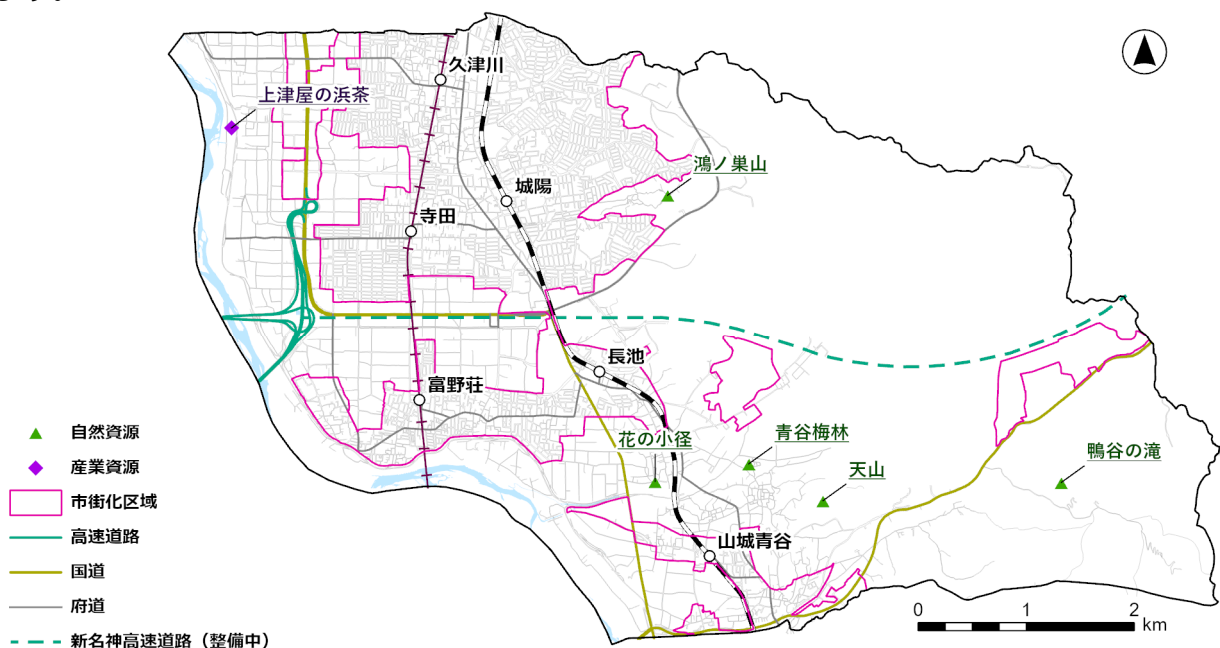 久津川
上津屋の浜茶
鴻ノ巣山
城陽
寺田
長池
富野荘
花の小径
青谷梅林
鴨谷の滝
天山
山城青谷
自然資源
産業資源
市街化区域
高速道路
国道
府道
新名神高速道路（整備中）
0 1 2
km